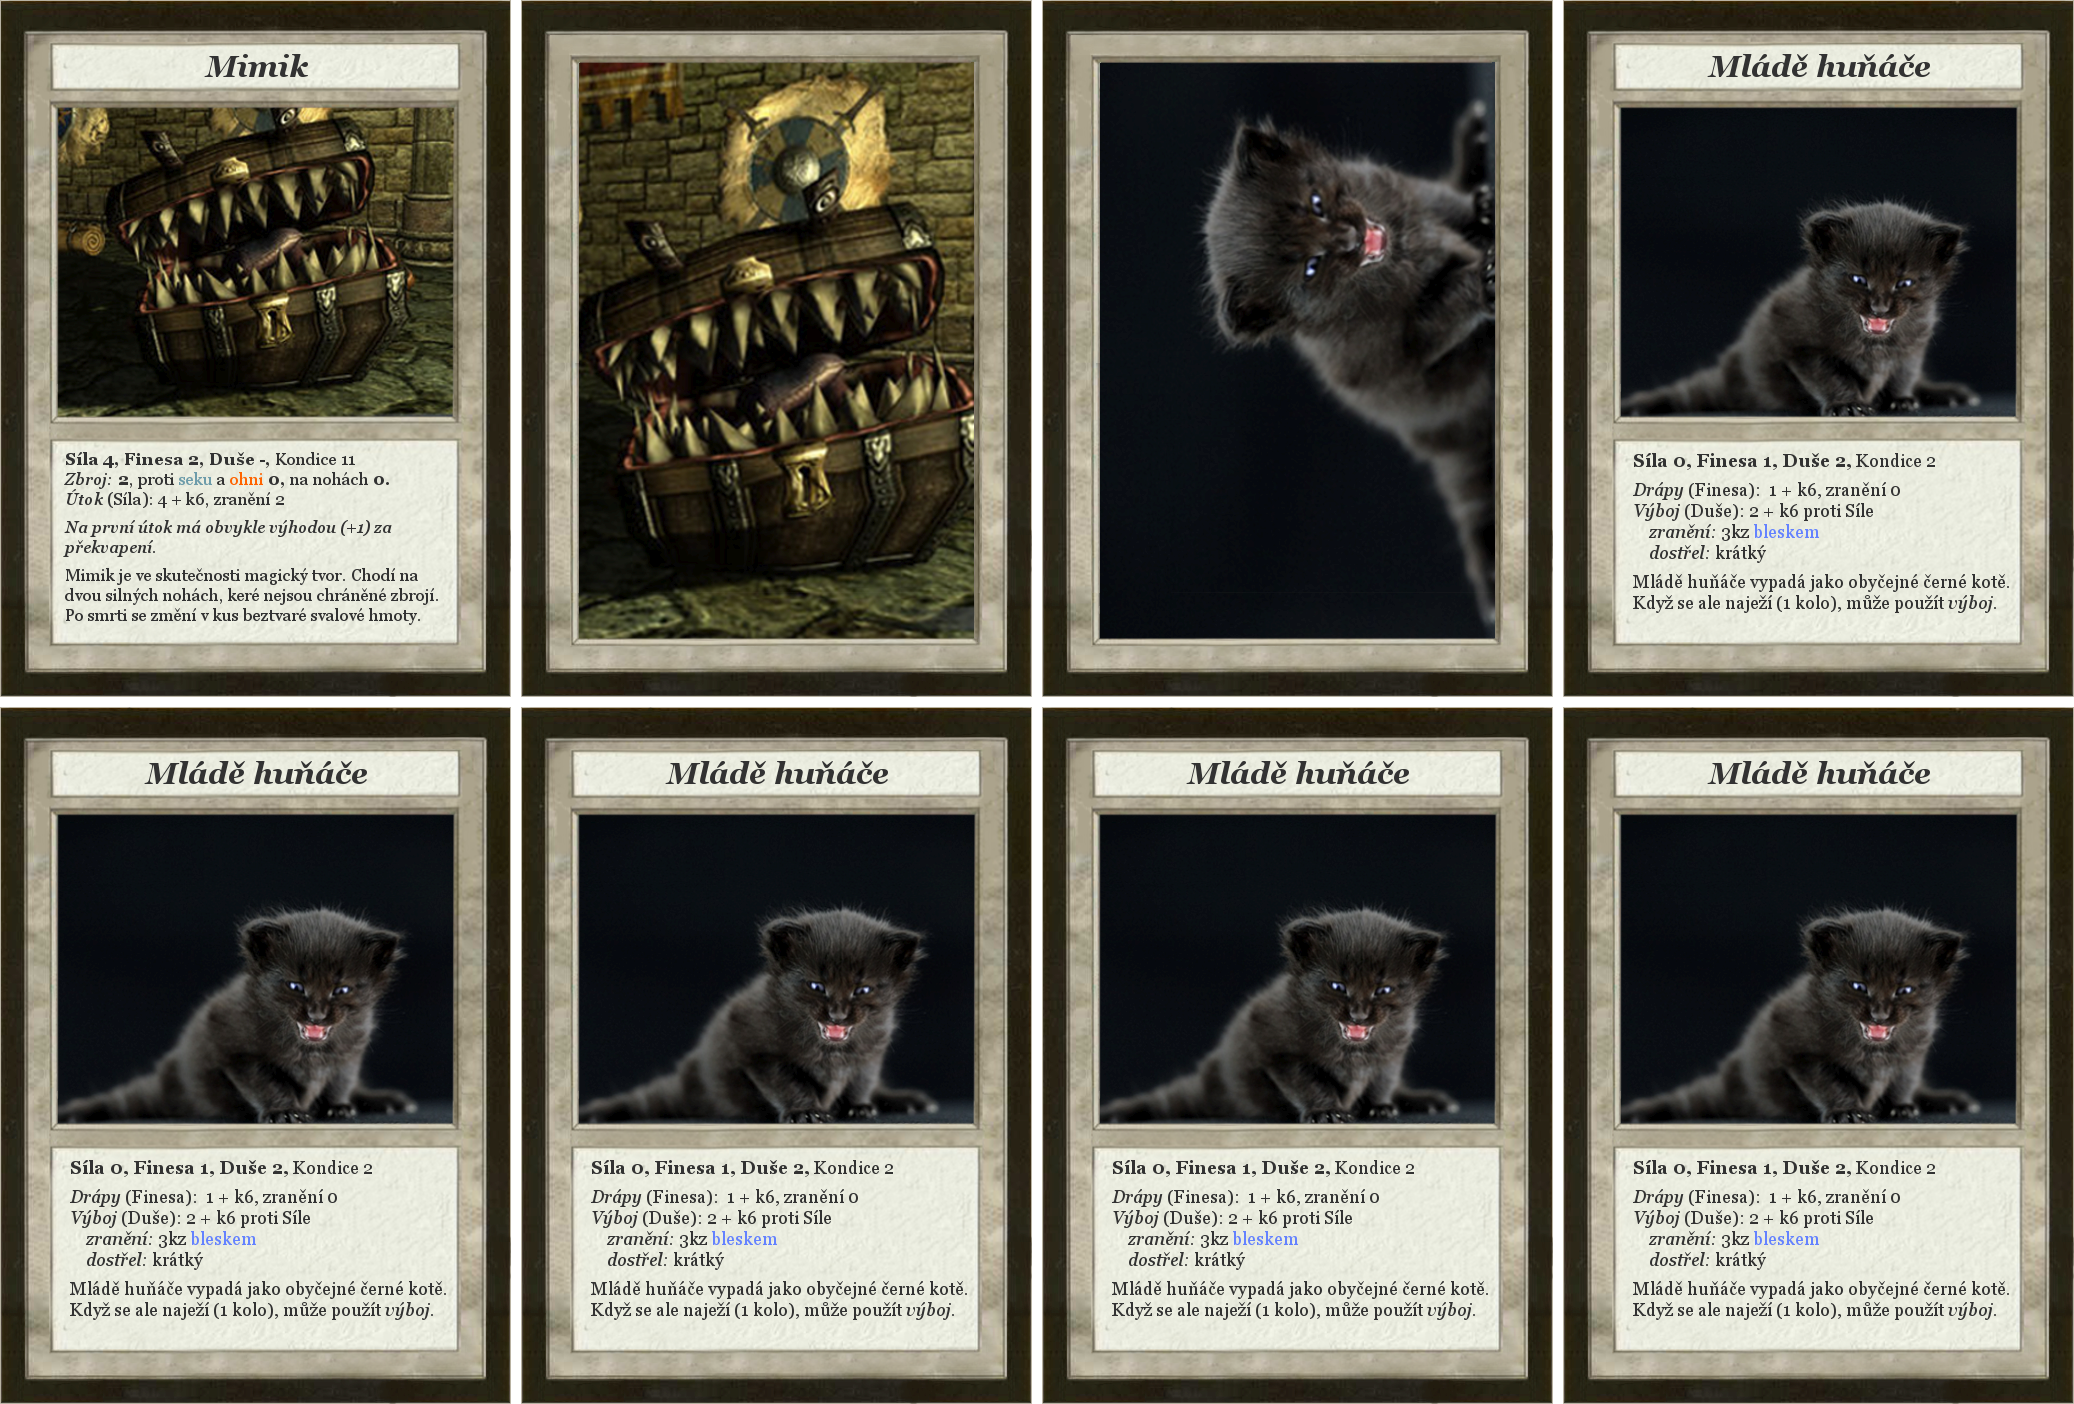 Mimik
Síla 4, Finesa 2, Duše -, Kondice 11
Zbroj: 2, proti seku a ohni 0, na nohách 0.
Útok (Síla): 4 + k6, zranění 2
Na první útok má obvykle výhodou (+1) za
překvapení.
Mimik je ve skutečnosti magický tvor. Chodí na
dvou silných nohách, keré nejsou chráněné zbrojí.
Po smrti se změní v kus beztvaré svalové hmoty.
Mládě huňáče
Síla 0, Finesa 1, Duše 2, Kondice 2
Drápy (Finesa): 1 + k6, zranění 0
Výboj (Duše): 2 + k6 proti Síle
zranění: 3kz bleskem
dostřel: krátký
Mládě huňáče vypadá jako obyčejné černé kotě.
Když se ale naježí (1 kolo), může použít výboj.
Mládě huňáče
Síla 0, Finesa 1, Duše 2, Kondice 2
Drápy (Finesa): 1 + k6, zranění 0
Výboj (Duše): 2 + k6 proti Síle
zranění: 3kz bleskem
dostřel: krátký
Mládě huňáče vypadá jako obyčejné černé kotě.
Když se ale naježí (1 kolo), může použít výboj.
Mládě huňáče
Síla 0, Finesa 1, Duše 2, Kondice 2
Drápy (Finesa): 1 + k6, zranění 0
Výboj (Duše): 2 + k6 proti Síle
zranění: 3kz bleskem
dostřel: krátký
Mládě huňáče vypadá jako obyčejné černé kotě.
Když se ale naježí (1 kolo), může použít výboj.
Mládě huňáče
Síla 0, Finesa 1, Duše 2, Kondice 2
Drápy (Finesa): 1 + k6, zranění 0
Výboj (Duše): 2 + k6 proti Síle
zranění: 3kz bleskem
dostřel: krátký
Mládě huňáče vypadá jako obyčejné černé kotě.
Když se ale naježí (1 kolo), může použít výboj.
Mládě huňáče
Síla 0, Finesa 1, Duše 2, Kondice 2
Drápy (Finesa): 1 + k6, zranění 0
Výboj (Duše): 2 + k6 proti Síle
zranění: 3kz bleskem
dostřel: krátký
Mládě huňáče vypadá jako obyčejné černé kotě.
Když se ale naježí (1 kolo), může použít výboj.